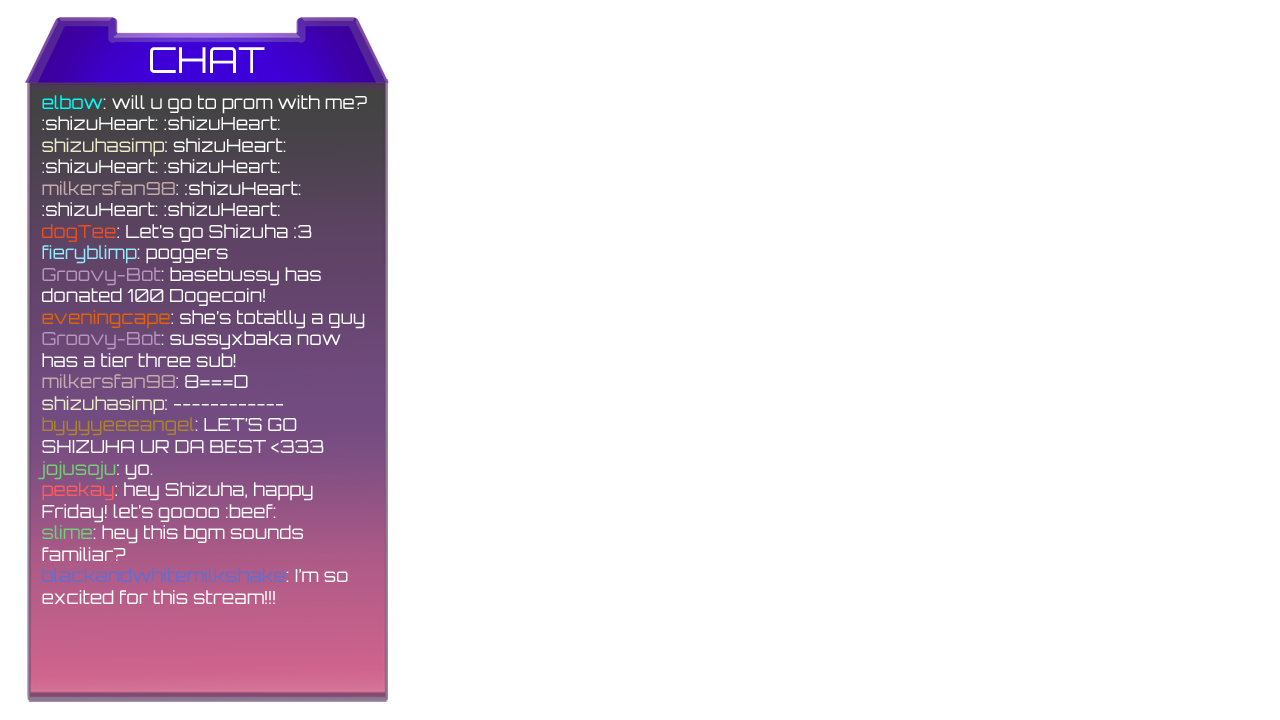 CHAT
elbow: will u go to prom with me?
:shizuHeart: :shizuHeart:
shizuhasimp: shizuHeart:
:shizuHeart: :shizuHeart:
milkersfan98: :shizuHeart:
:shizuHeart: :shizuHeart:
dogTee: Let's go Shizuha :3
fieryblimp: poggers
Groovy-Bot: basebussy has
donated 100 Dogecoin!
eveningcape: she's totatlly a guy
Groovy-Bot: sussyxbaka now
has a tier three sub!
milkersfan98: 8===D
shizuhasimp: ------------
byyyyeeeangel: LET'S GO
SHIZUHA UR DA BEST <333
jojusoju: yo.
peekay: hey Shizuha, happy
Friday! let's goooo :beef:
slime: hey this bgm sounds
familiar?
blackandwhitemilkshake: I'm so
excited for this stream!!!